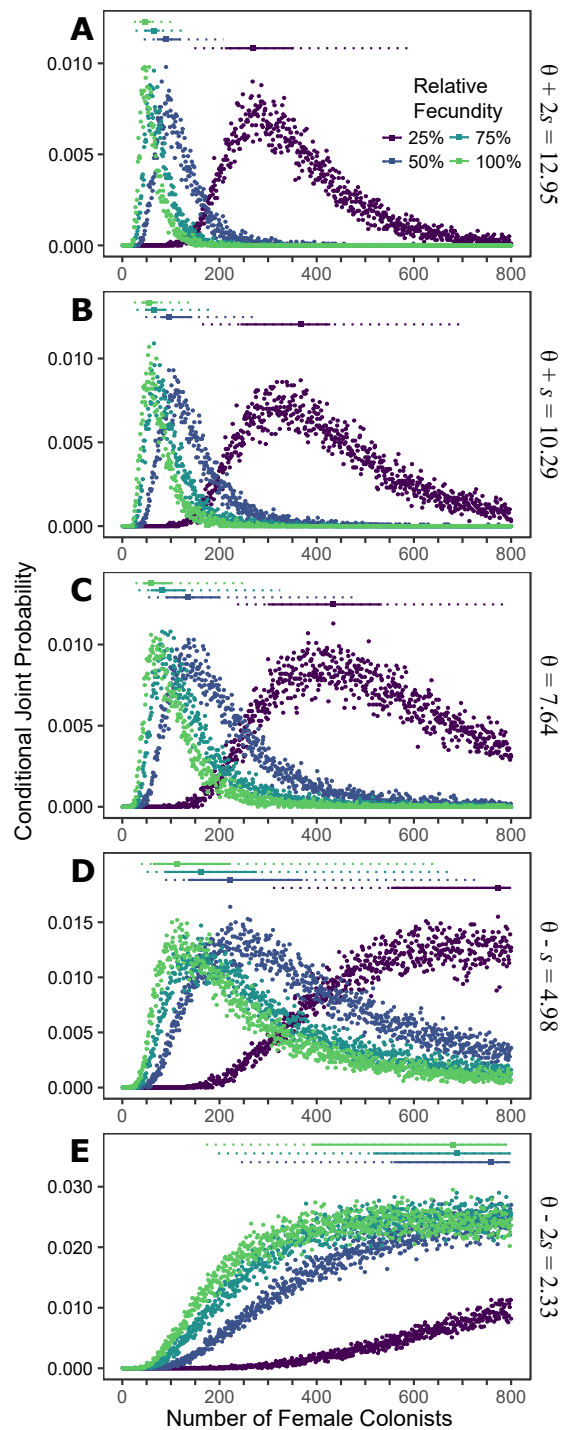 A
0.010
0.005
0.000
Relative
Fecundity
25% 75%
50% 100%
0 200 400 600 800
θ + 2s = 12.95
B
0.010
0.005
0.000
0 200 400 600 800
θ + s = 10.29
C
0.010
0.005
0.000
0 200 400 600 800
θ = 7.64
Conditional Joint Probability
D
0.015
0.010
0.005
0.000
0 200 400 600 800
θ - s = 4.98
E
0.030
0.020
0.010
0.000
0 200 400 600 800
θ - 2s = 2.33
Number of Female Colonists